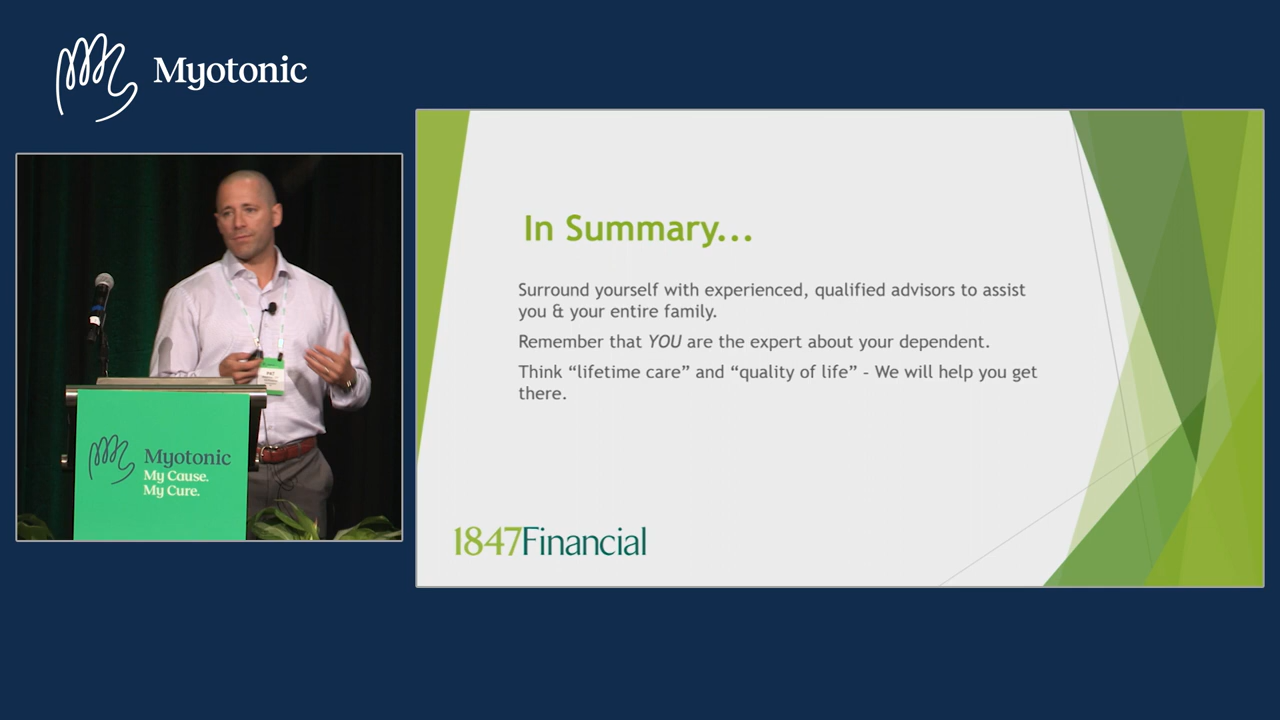 Myotonic
PAT
Myotonic
My Cause.
My Cure.
In Summary...
Surround yourself with experienced, qualified advisors to assist
you & your entire family.
Remember that YOU are the expert about your dependent.
Think “lifetime care” and “quality of life” - We will help you get
there.
1847Financial